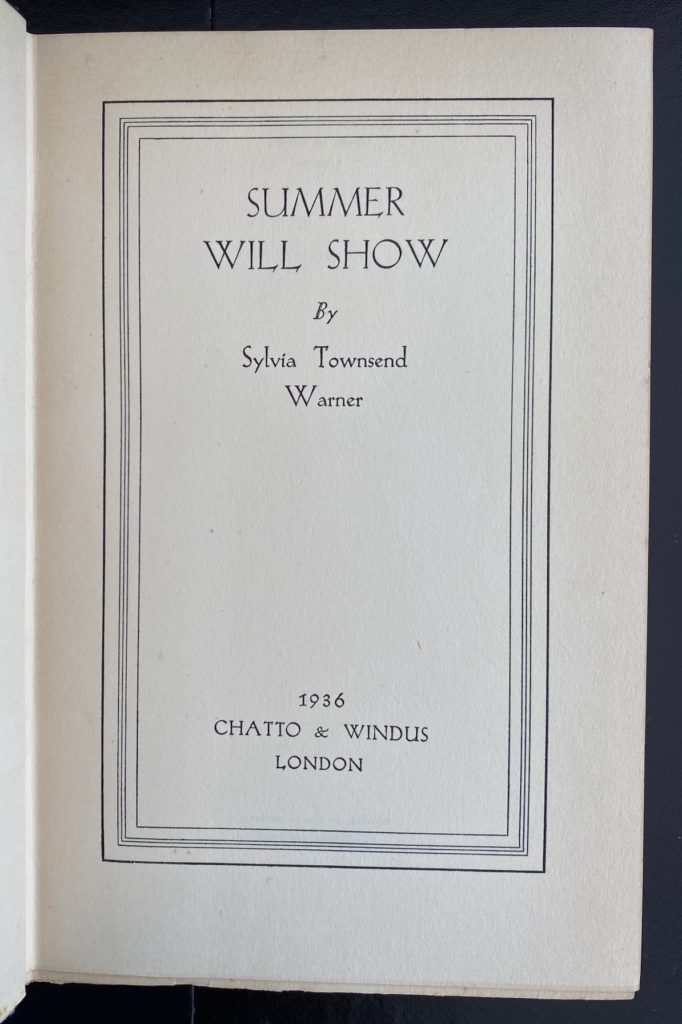 SUMMER
WILL SHOW
By
Sylvia Townsend
Warner
1936
CHATTO & WINDUS
LONDON